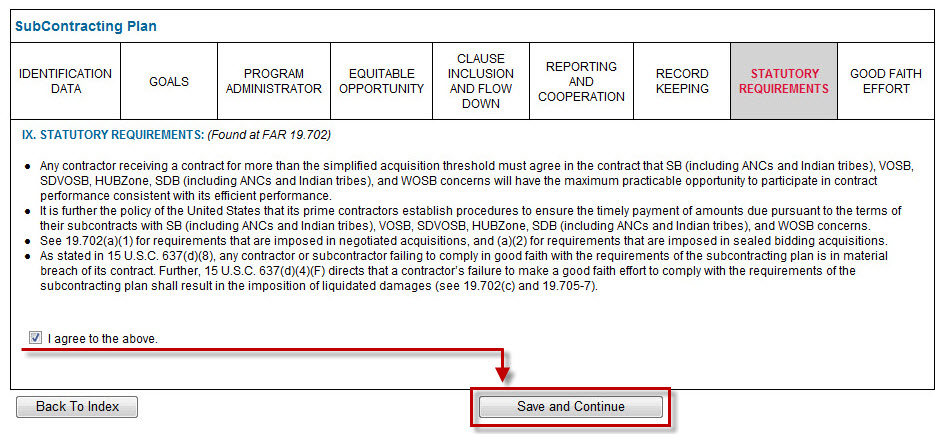 SubContracting Plan
IDENTIFICATION
DATA
GOALS
PROGRAM
ADMINISTRATOR
EQUITABLE
OPPORTUNITY
CLAUSE
INCLUSION
AND FLOW
DOWN
REPORTING
AND
COOPERATION
RECORD
KEEPING
STATUTORY
REQUIREMENTS
GOOD FAITH
EFFORT
IX. STATUTORY REQUIREMENTS: (Found at FAR 19.702)
• Any contractor receiving a contract for more than the simplified acquisition threshold must agree in the contract that SB (including ANCs and Indian tribes), VOSB,
SDVOSB, HUBZone, SDB (including ANCs and Indian tribes), and WOSB concerns will have the maximum practicable opportunity to participate in contract
performance consistent with its efficient performance.
• It is further the policy of the United States that its prime contractors establish procedures to ensure the timely payment of amounts due pursuant to the terms of
their subcontracts with SB (including ANCs and Indian tribes), VOSB, SDVOSB, HUBZone, SDB (including ANCs and Indian tribes), and WOSB concerns.
• See 19.702(a)(1) for requirements that are imposed in negotiated acquisitions, and (a)(2) for requirements that are imposed in sealed bidding acquisitions.
• As stated in 15 U.S.C. 637(d)(8), any contractor or subcontractor failing to comply in good faith with the requirements of the subcontracting plan is in material
breach of its contract. Further, 15 U.S.C. 637(d)(4)(F) directs that a contractor's failure to make a good faith effort to comply with the requirements of the
subcontracting plan shall result in the imposition of liquidated damages (see 19.702(c) and 19.705-7).
I agree to the above.
Back To Index
Save and Continue